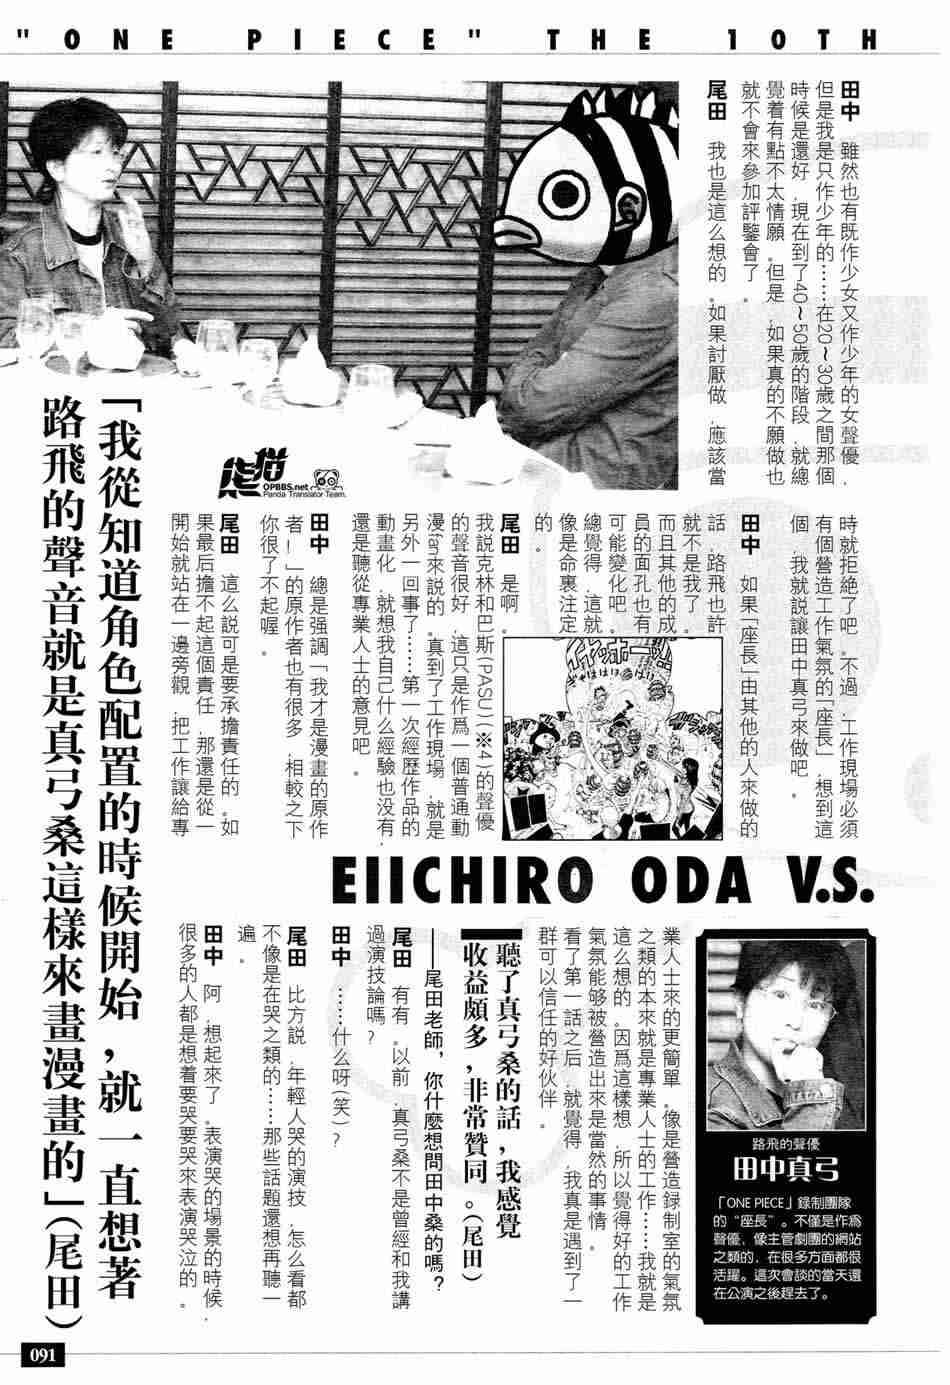 "ONE PIECE" THE 10TH
田中　雖然也有既作少女又作少年的女聲優，
但是我是只作少年的……在20~30歲之間那個
時候是還好，現在到了40~50歲的階段，就總
覺着有點不太情願。但是，如果真的不願做也
就不會來參加評鑒會了。
尾田　我也是這么想的。如果討厭做，應該當
時就拒絶了吧。不過，工作現場必須
有個營造工作氣氛的「座長」，想到這
個，我就説讓田中真弓來做吧。
田中　如果「座長」由其他的人來做的
話，路飛也許
就不是我了。
而且其他的成
員的面孔也有
可能變化吧。
總覺得，這就
像是命裏注定
的。
尾田　是啊。
我説克林和巴斯(PASU)(※4)的聲優
的聲音很好，這只是作爲一個普通動
漫fan來説的。真到了工作現場，就是
另外一回事了……第一次經歷作品的
動畫化，就想我自己什么經驗也没有，
還是聽從專業人士的意見吧。
田中　總是强調「我才是漫畫的原作
者！」的原作者也有很多，相較之下
你很了不起喔。
尾田　這么説可是要承擔責任的。如
果最后擔不起這個責任，那還是從一
開始就站在一邊旁觀，把工作讓給專
「我從知道角色配置的時候開始，就一直想著
路飛的聲音就是真弓桑這樣來畫漫畫的」(尾田)
熊猫
OPBBS.net
Panda Translator Team.
EIICHIRO ODA V.S.
業人士來的更簡單。像是營造録制室的氣氛
之類的本來就是專業人士的工作……我就是
這么想的。因爲這樣想，所以覺得好的工作
氣氛能够被營造出來是當然的事情。
看了第一話之后，就覺得，我真是遇到了一
群可以信任的好伙伴。
聽了真弓桑的話，我感覺
收益頗多，非常贊同。(尾田)
——尾田老師，你什麼想問田中桑的嗎？
尾田　有有。以前，真弓桑不是曾經和我講
過演技論嗎？
田中　……什么呀(笑)？
尾田　比方説，年輕人哭的演技，怎么看都
不像是在哭之類的……那些話題還想再聽一
遍。
田中　阿，想起來了。表演哭的場景的時候，
很多的人都是想着要哭要哭來表演哭泣的。
路飛的聲優
田中真弓
「ONE PIECE」錄制團隊
的“座長”。不僅是作為
聲優，像主管劇團的網站
之類的，在很多方面都很
活躍。這次會談的當天還
在公演之後趕去了。
091